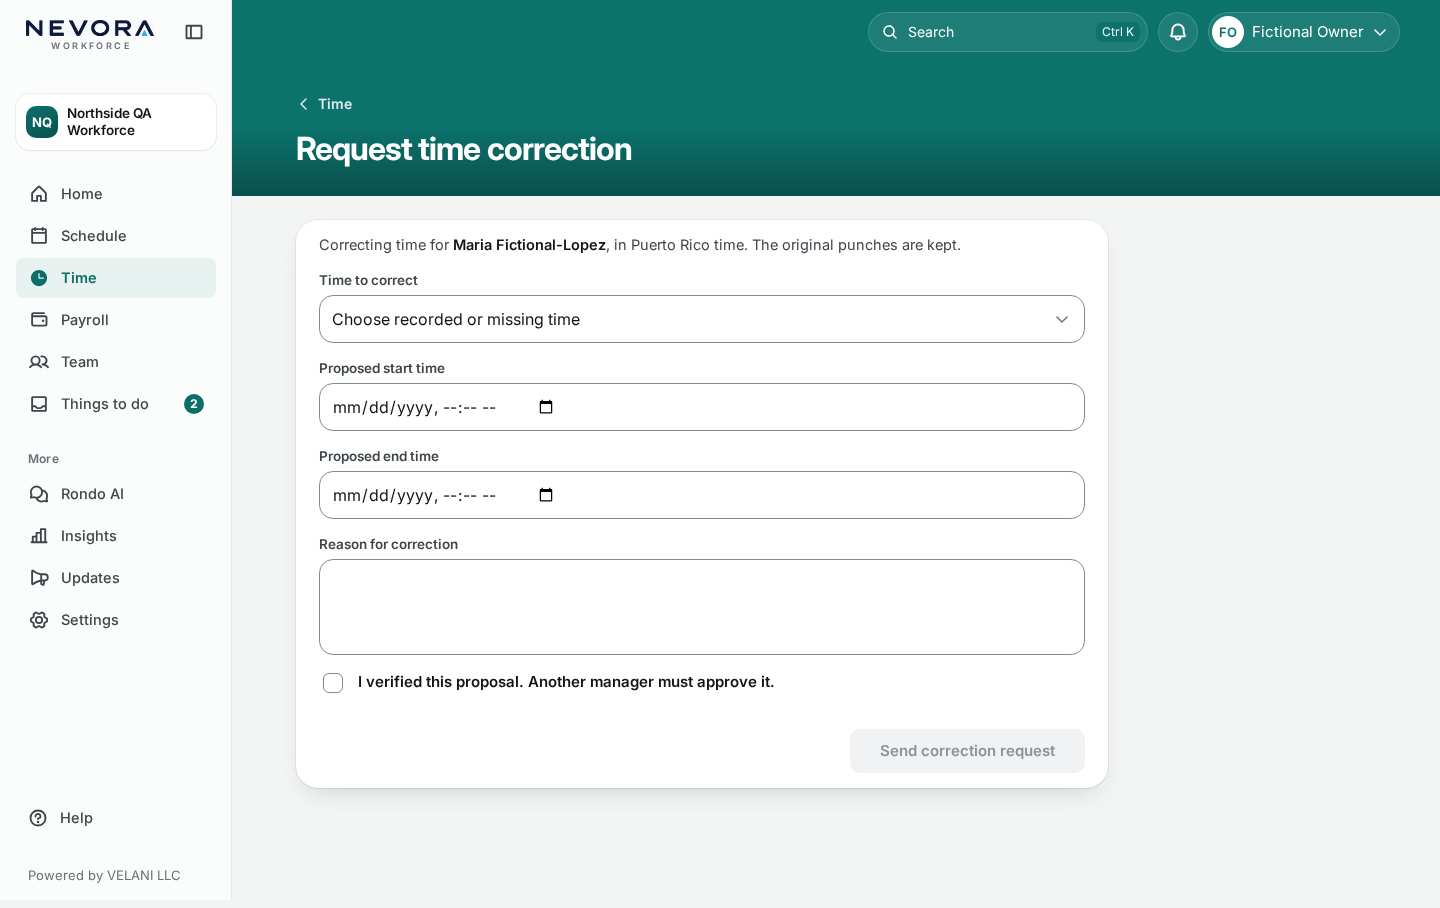 NEVORA
WORKFORCE
Search
Ctrl K
FO
Fictional Owner
NQ
Northside QA
Workforce
Home
Schedule
Time
Payroll
Team
Things to do
2
More
Rondo AI
Insights
Updates
Settings
Help
Powered by VELANI LLC
Time
Request time correction
Correcting time for Maria Fictional-Lopez, in Puerto Rico time. The original punches are kept.
Time to correct
Choose recorded or missing time
Proposed start time
mm/dd/yyyy, --:-- --
Proposed end time
mm/dd/yyyy, --:-- --
Reason for correction
I verified this proposal. Another manager must approve it.
Send correction request